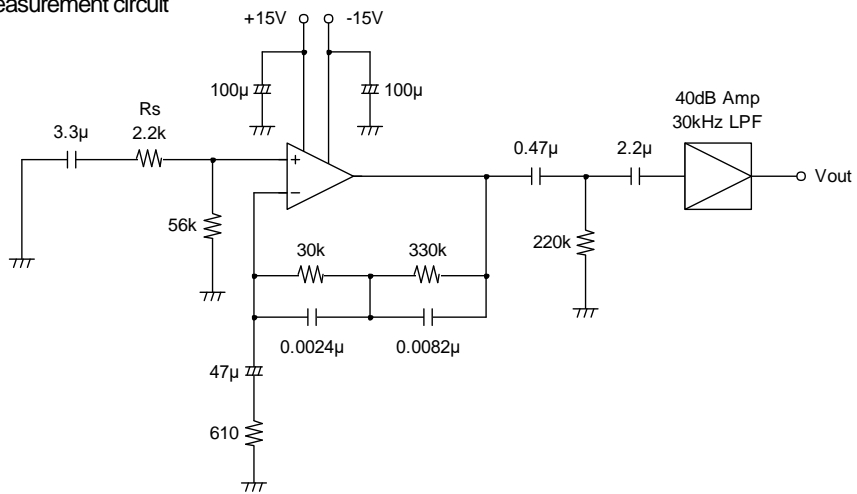 easurement circuit
+15V
-15V
100µ
100µ
Rs
2.2k
3.3µ
40dB Amp
30kHz LPF
0.47µ
2.2µ
+
−
Vout
56k
220k
30k
330k
0.0024µ
0.0082µ
47µ
610